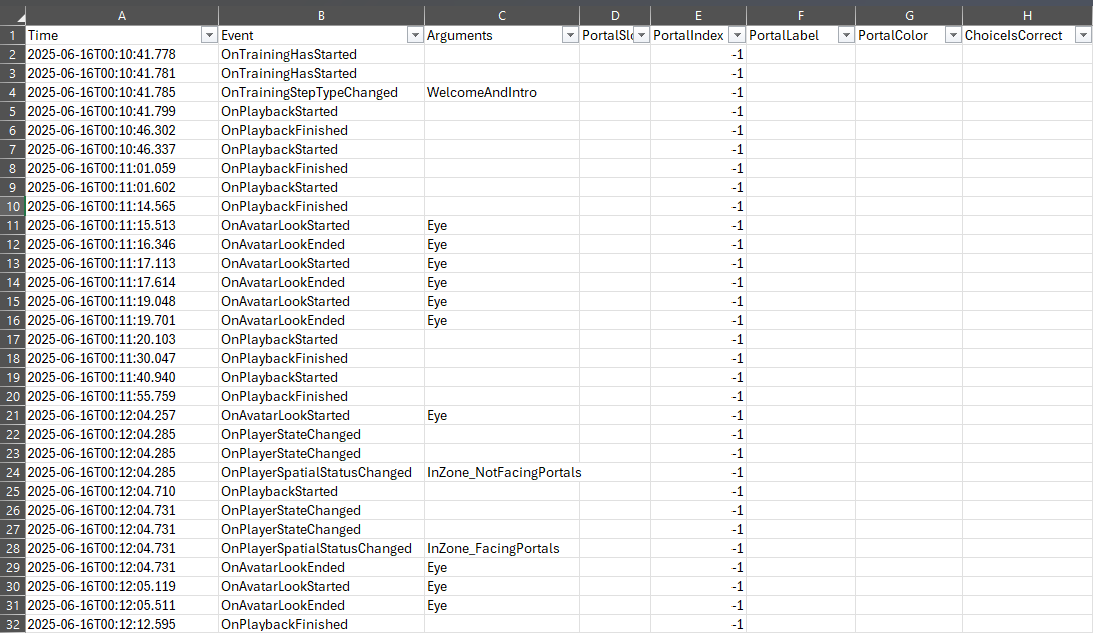 A B C D E F G H
1 Time Event Arguments PortalSlo PortalIndex PortalLabel PortalColor ChoiceIsCorrect
2 2025-06-16T00:10:41.778 OnTrainingHasStarted -1
3 2025-06-16T00:10:41.781 OnTrainingHasStarted -1
4 2025-06-16T00:10:41.785 OnTrainingStepTypeChanged WelcomeAndIntro -1
5 2025-06-16T00:10:41.799 OnPlaybackStarted -1
6 2025-06-16T00:10:46.302 OnPlaybackFinished -1
7 2025-06-16T00:10:46.337 OnPlaybackStarted -1
8 2025-06-16T00:11:01.059 OnPlaybackFinished -1
9 2025-06-16T00:11:01.602 OnPlaybackStarted -1
10 2025-06-16T00:11:14.565 OnPlaybackFinished -1
11 2025-06-16T00:11:15.513 OnAvatarLookStarted Eye -1
12 2025-06-16T00:11:16.346 OnAvatarLookEnded Eye -1
13 2025-06-16T00:11:17.113 OnAvatarLookStarted Eye -1
14 2025-06-16T00:11:17.614 OnAvatarLookEnded Eye -1
15 2025-06-16T00:11:19.048 OnAvatarLookStarted Eye -1
16 2025-06-16T00:11:19.701 OnAvatarLookEnded Eye -1
17 2025-06-16T00:11:20.103 OnPlaybackStarted -1
18 2025-06-16T00:11:30.047 OnPlaybackFinished -1
19 2025-06-16T00:11:40.940 OnPlaybackStarted -1
20 2025-06-16T00:11:55.759 OnPlaybackFinished -1
21 2025-06-16T00:12:04.257 OnAvatarLookStarted Eye -1
22 2025-06-16T00:12:04.285 OnPlayerStateChanged -1
23 2025-06-16T00:12:04.285 OnPlayerStateChanged -1
24 2025-06-16T00:12:04.285 OnPlayerSpatialStatusChanged InZone_NotFacingPortals -1
25 2025-06-16T00:12:04.710 OnPlaybackStarted -1
26 2025-06-16T00:12:04.731 OnPlayerStateChanged -1
27 2025-06-16T00:12:04.731 OnPlayerStateChanged -1
28 2025-06-16T00:12:04.731 OnPlayerSpatialStatusChanged InZone_FacingPortals -1
29 2025-06-16T00:12:04.731 OnAvatarLookEnded Eye -1
30 2025-06-16T00:12:05.119 OnAvatarLookStarted Eye -1
31 2025-06-16T00:12:05.511 OnAvatarLookEnded Eye -1
32 2025-06-16T00:12:12.595 OnPlaybackFinished -1